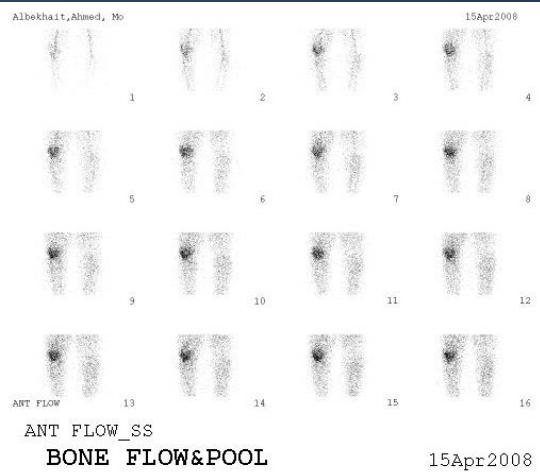 Albekhait,Ahmed, Mo 15Apr2008
1 2 3 4
5 6 7 8
9 10 11 12
ANT FLOW 13 14 15 16
ANT FLOW_SS
BONE FLOW&POOL 15Apr2008